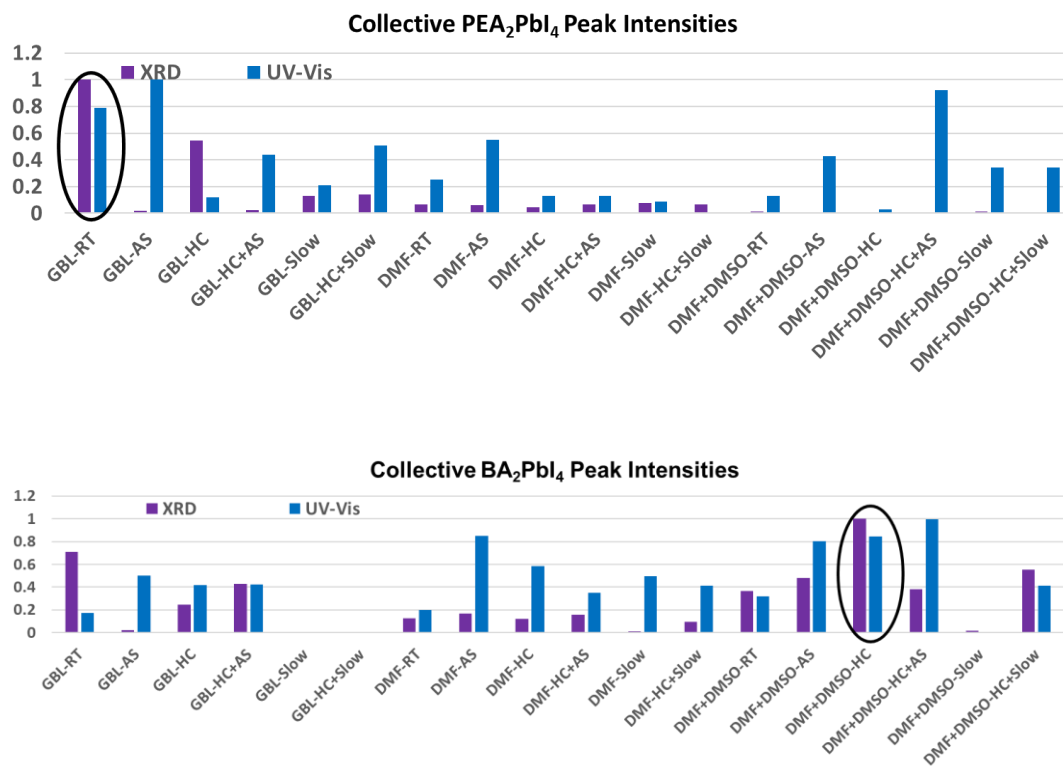 Collective PEA₂PbI₄ Peak Intensities
1.2
XRD UV-Vis
1
0.8
0.6
0.4
0.2
0
GBL-RT
GBL-AS
GBL-HC
GBL-HC+AS
GBL-Slow
GBL-HC+Slow
DMF-RT
DMF-AS
DMF-HC
DMF-HC+AS
DMF-Slow
DMF-HC+Slow
DMF+DMSO-RT
DMF+DMSO-AS
DMF+DMSO-HC
DMF+DMSO-HC+AS
DMF+DMSO-Slow
DMF+DMSO-HC+Slow
Collective BA₂PbI₄ Peak Intensities
1.2
XRD UV-Vis
1
0.8
0.6
0.4
0.2
0
GBL-RT
GBL-AS
GBL-HC
GBL-HC+AS
GBL-Slow
GBL-HC+Slow
DMF-RT
DMF-AS
DMF-HC
DMF-HC+AS
DMF-Slow
DMF-HC+Slow
DMF+DMSO-RT
DMF+DMSO-AS
DMF+DMSO-HC
DMF+DMSO-HC+AS
DMF+DMSO-Slow
DMF+DMSO-HC+Slow